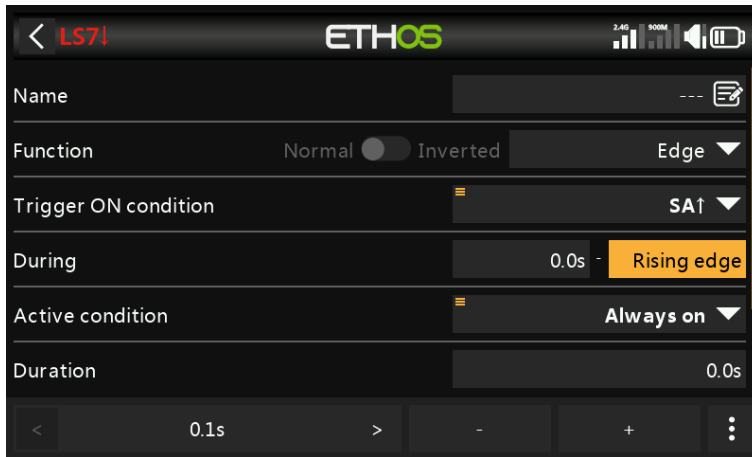 < LS7↓ ETHOS 2.4G 900M
Name ---
Function Normal Inverted Edge
Trigger ON condition SA↑
During 0.0s - Rising edge
Active condition Always on
Duration 0.0s
< 0.1s > - +